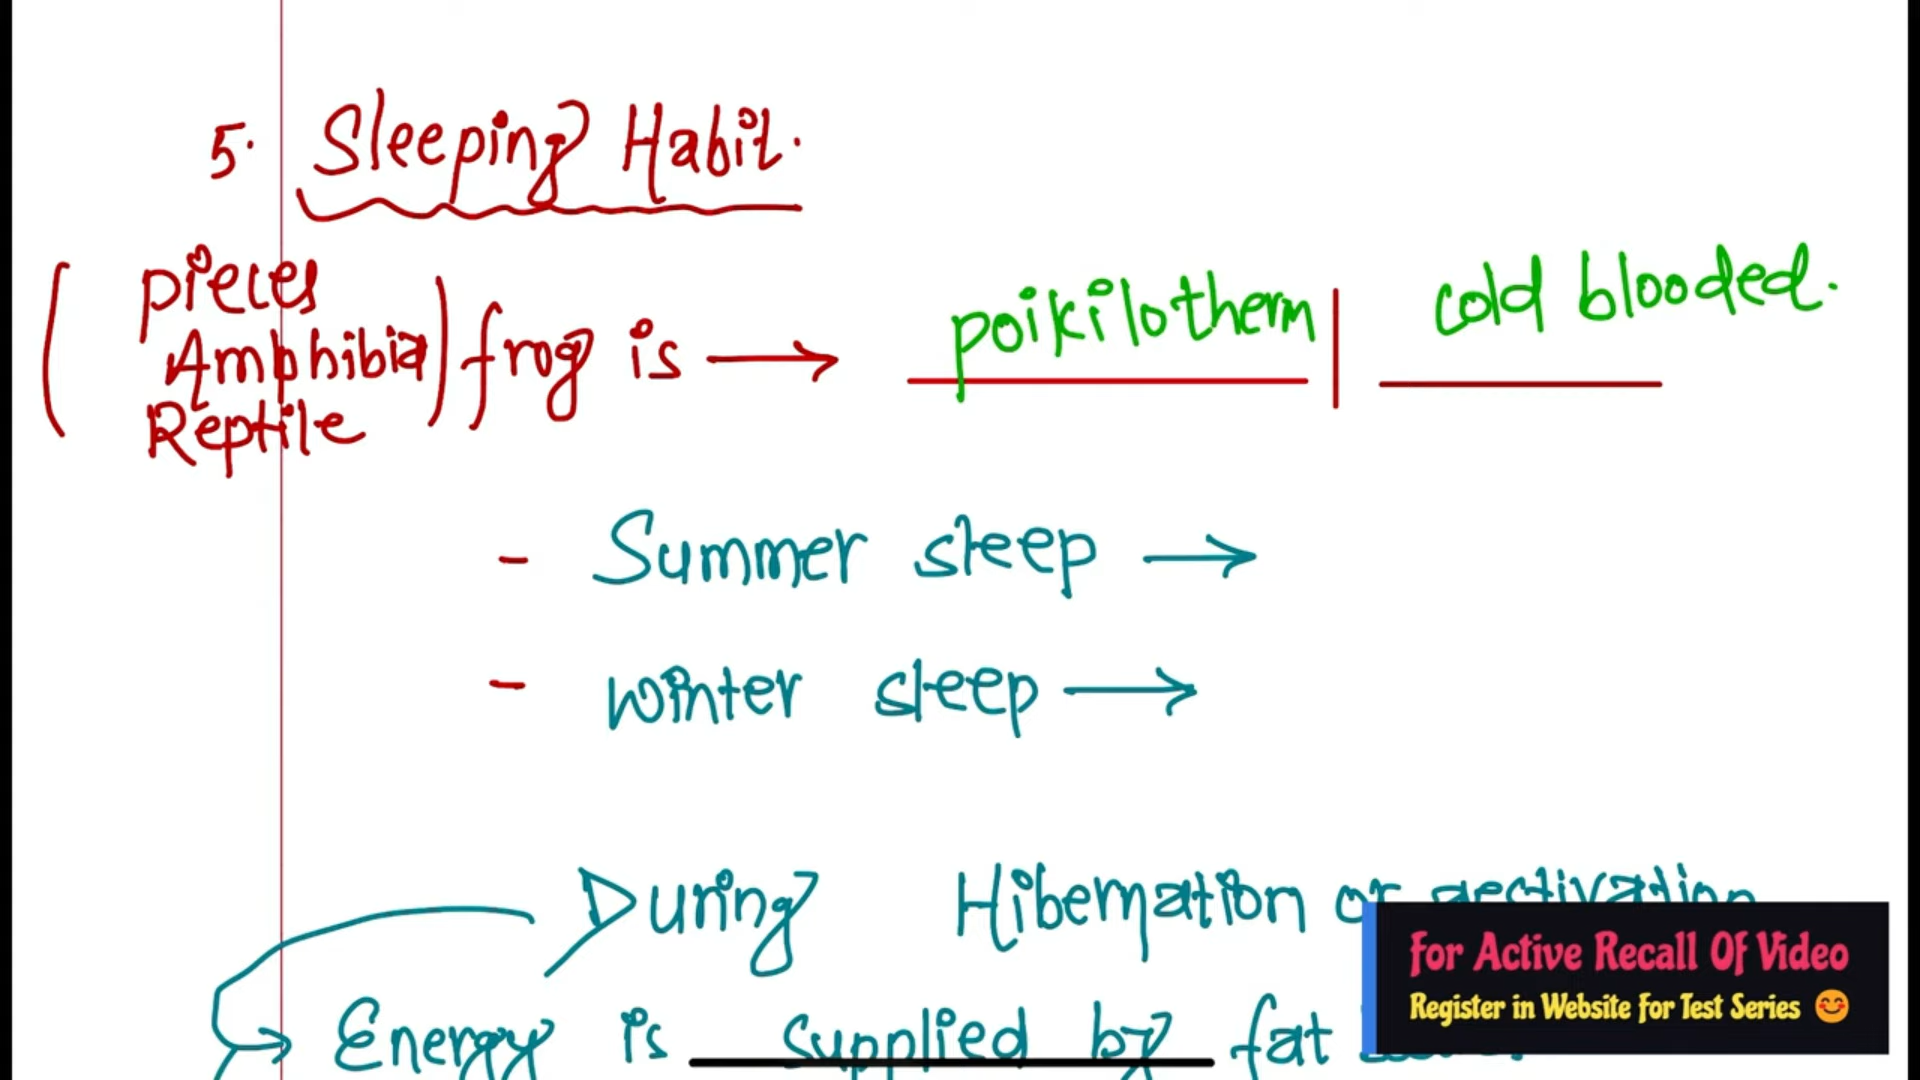 5. Sleeping Habit.
pieces
Amphibia
Reptile
frog is → poikilotherm | cold blooded.
- Summer sleep →
- winter sleep →
During Hibernation or aestivation
Energy is supplied by fat
For Active Recall Of Video
Register in Website for Test Series 😊